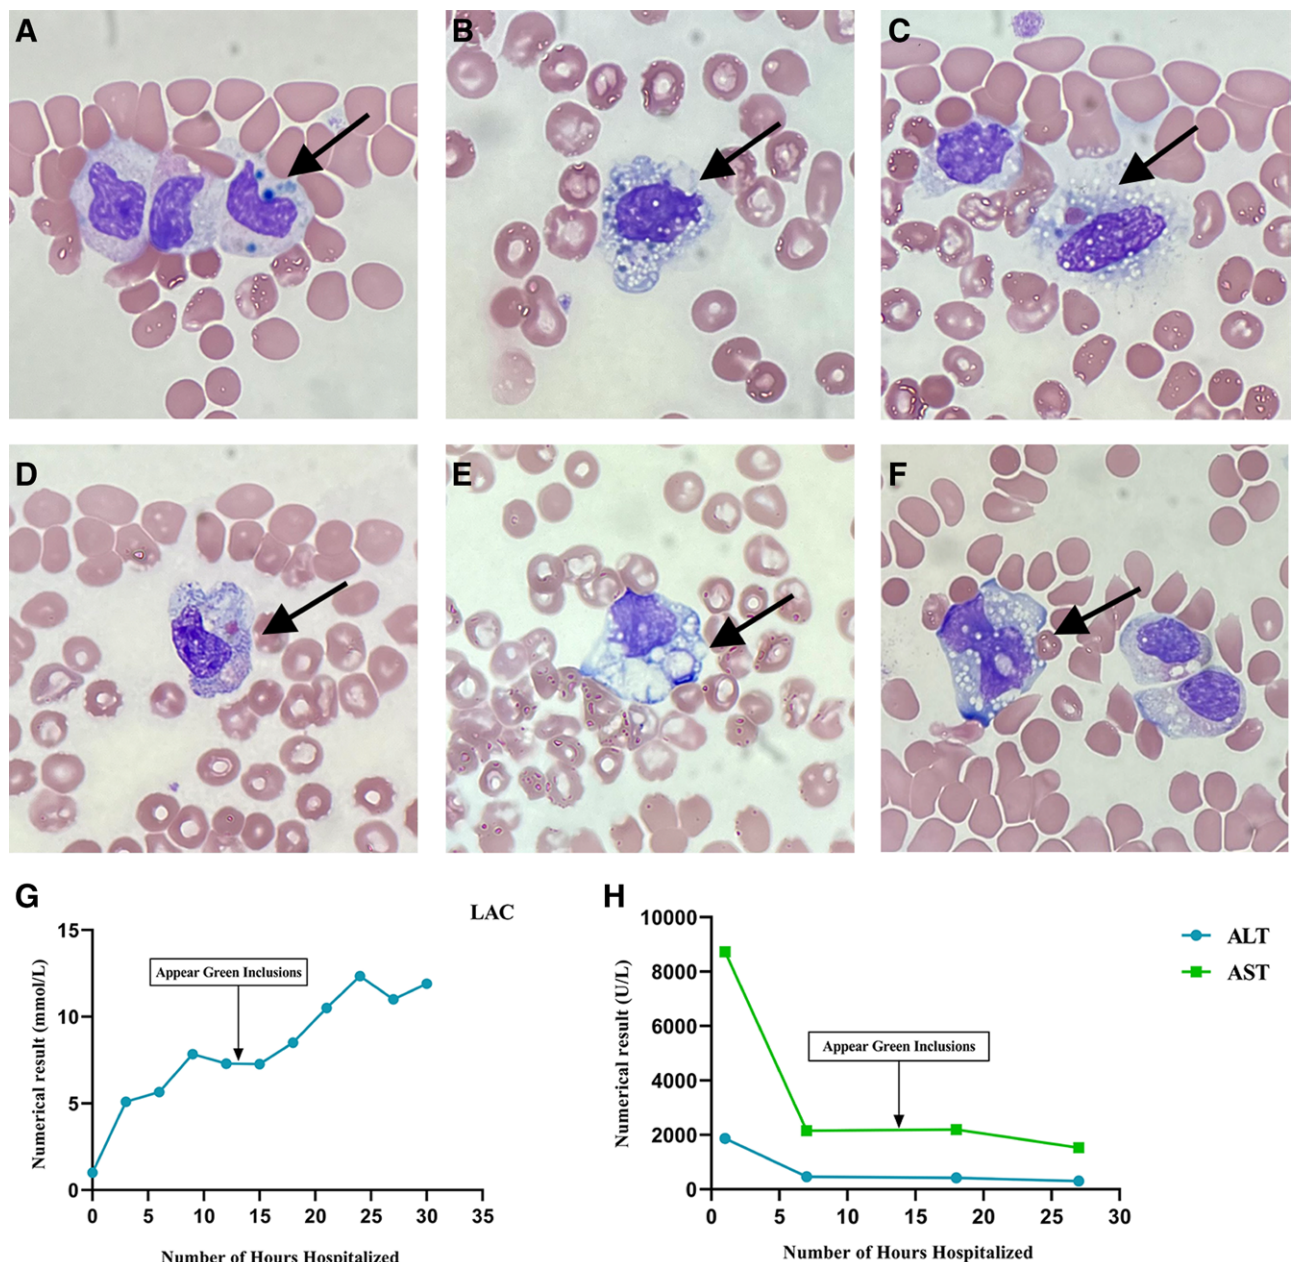 A
B
C
D
E
F
G
LAC
15
10
5
0
Appear Green Inclusions
Numerical result (mmol/L)
0 5 10 15 20 25 30 35
Number of Hours Hospitalized
H
10000
8000
6000
4000
2000
0
Appear Green Inclusions
Numerical result (U/L)
0 5 10 15 20 25 30
Number of Hours Hospitalized
ALT
AST